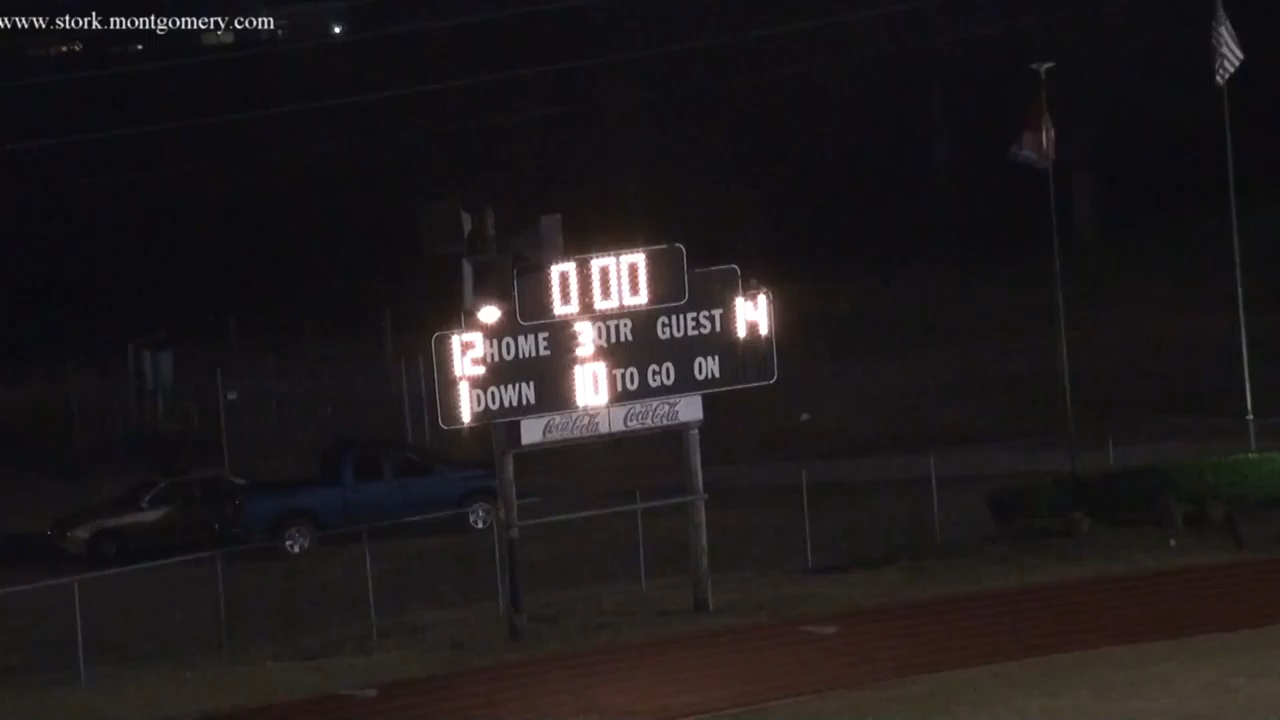 www.stork.montgomery.com
0 00
12 HOME 3 QTR GUEST 14
1 DOWN 10 TO GO ON
Coca-Cola Coca-Cola